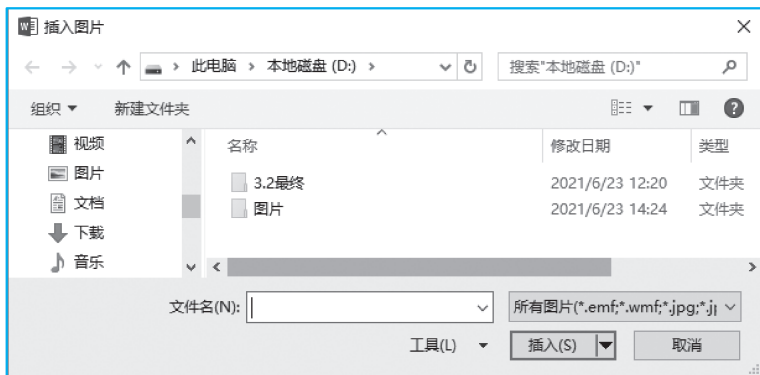 插入图片
此电脑 本地磁盘 (D:)
搜索"本地磁盘 (D:)"
组织 新建文件夹
视频
图片
文档
下载
音乐
名称 修改日期 类型
3.2最终 2021/6/23 12:20 文件夹
图片 2021/6/23 14:24 文件夹
文件名(N):
所有图片(*.emf;*.wmf;*.jpg;*.j
工具(L) 插入(S) 取消